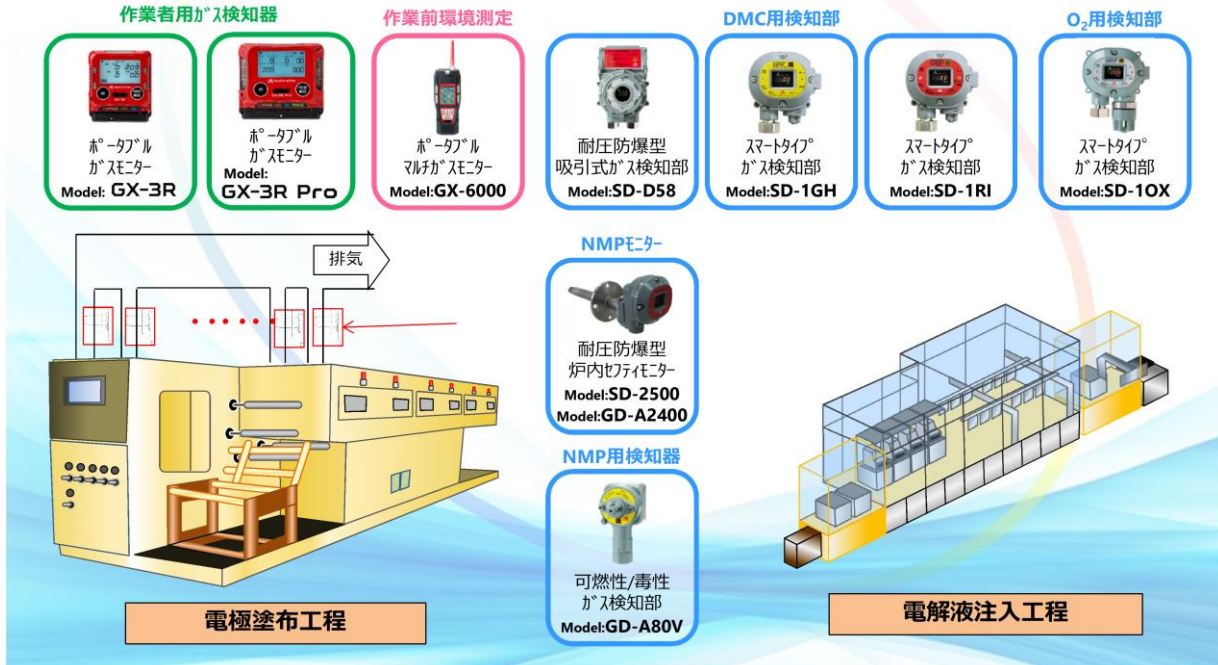 作業者用ｶﾞｽ検知器
作業前環境測定
DMC用検知部
O₂用検知部
ﾎﾟｰﾀﾌﾞﾙ
ｶﾞｽﾓﾆﾀｰ
Model: GX-3R
ﾎﾟｰﾀﾌﾞﾙ
ｶﾞｽﾓﾆﾀｰ
Model:
GX-3R Pro
ﾎﾟｰﾀﾌﾞﾙ
ﾏﾙﾁｶﾞｽﾓﾆﾀｰ
Model:GX-6000
耐圧防爆型
吸引式ｶﾞｽ検知部
Model:SD-D58
ｽﾏｰﾄﾀｲﾌﾟ
ｶﾞｽ検知部
Model:SD-1GH
ｽﾏｰﾄﾀｲﾌﾟ
ｶﾞｽ検知部
Model:SD-1RI
ｽﾏｰﾄﾀｲﾌﾟ
ｶﾞｽ検知部
Model:SD-1OX
排気
NMPﾓﾆﾀｰ
耐圧防爆型
炉内ｾﾌﾃｨﾓﾆﾀｰ
Model:SD-2500
Model:GD-A2400
NMP用検知器
可燃性/毒性
ｶﾞｽ検知部
Model:GD-A80V
電極塗布工程
電解液注入工程